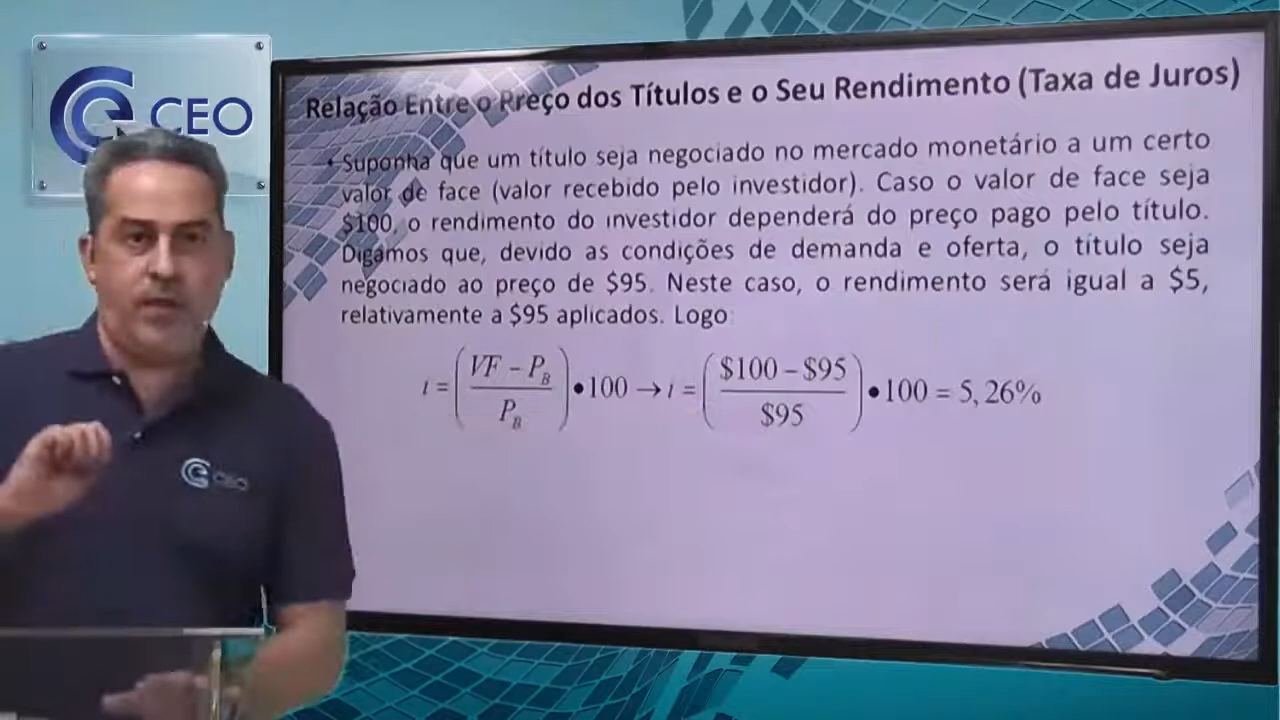 CEO
Relação Entre o Preço dos Títulos e o Seu Rendimento (Taxa de Juros)
• Suponha que um título seja negociado no mercado monetário a um certo
valor de face (valor recebido pelo investidor). Caso o valor de face seja
$100, o rendimento do investidor dependerá do preço pago pelo título.
Digamos que, devido as condições de demanda e oferta, o título seja
negociado ao preço de $95. Neste caso, o rendimento será igual a $5,
relativamente a $95 aplicados. Logo:
i = ( VF – P_B / P_B ) • 100 → i = ( $100 – $95 / $95 ) • 100 = 5,26%
CEO